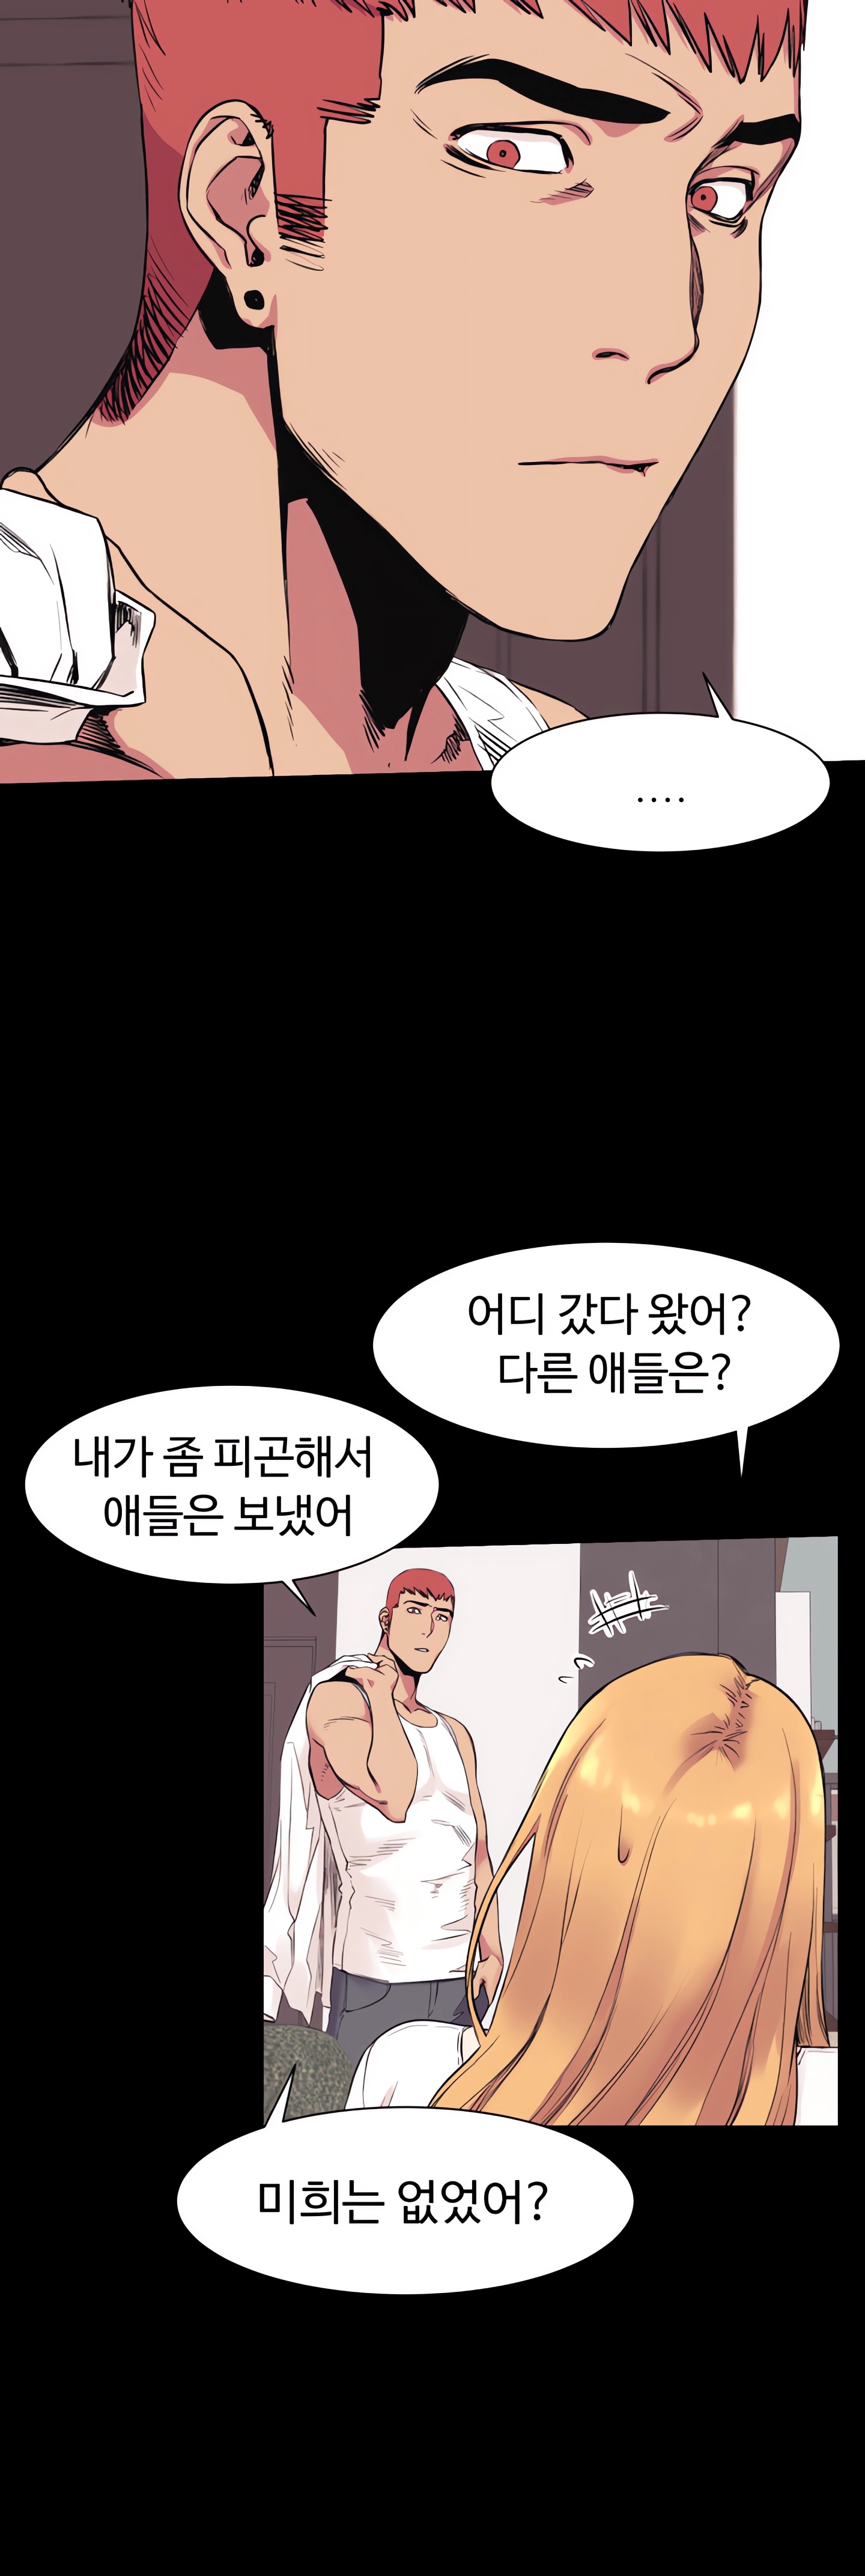 ....
어디 갔다 왔어?
다른 애들은?
내가 좀 피곤해서
애들은 보냈어
미희는 없었어?